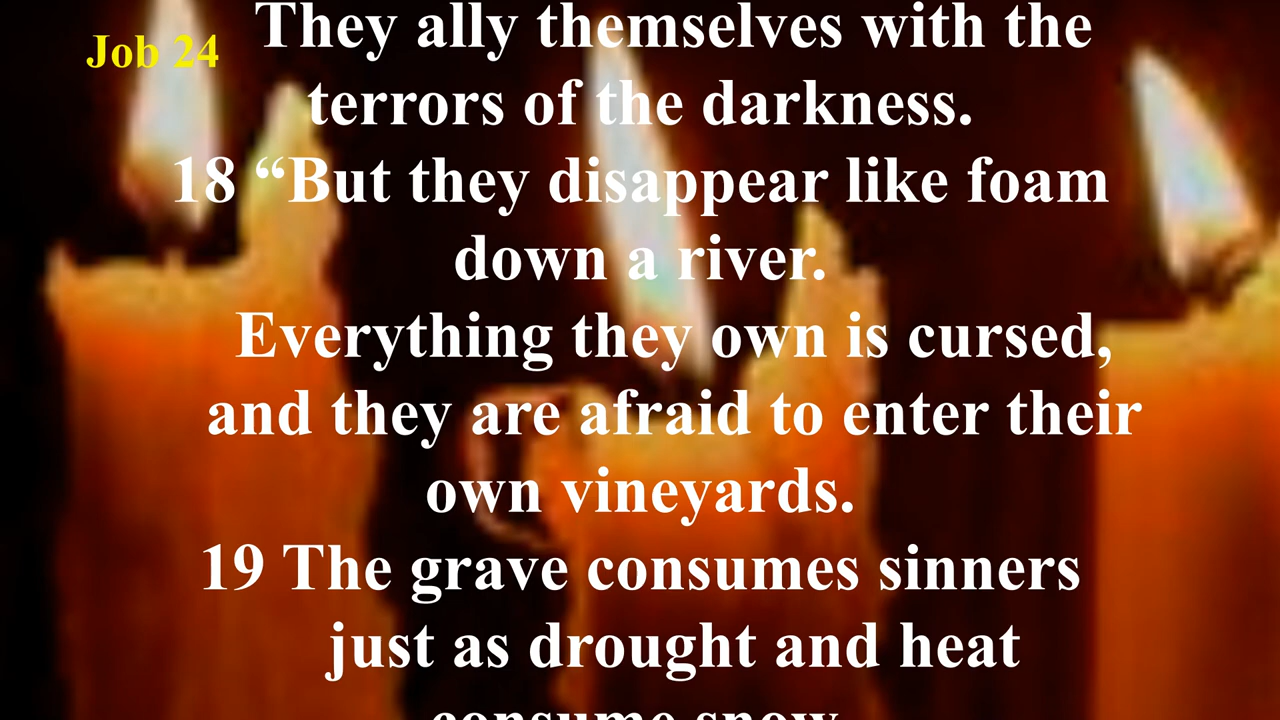 Job 24
They ally themselves with the
terrors of the darkness.
18 “But they disappear like foam
down a river.
Everything they own is cursed,
and they are afraid to enter their
own vineyards.
19 The grave consumes sinners
just as drought and heat
consume snow.